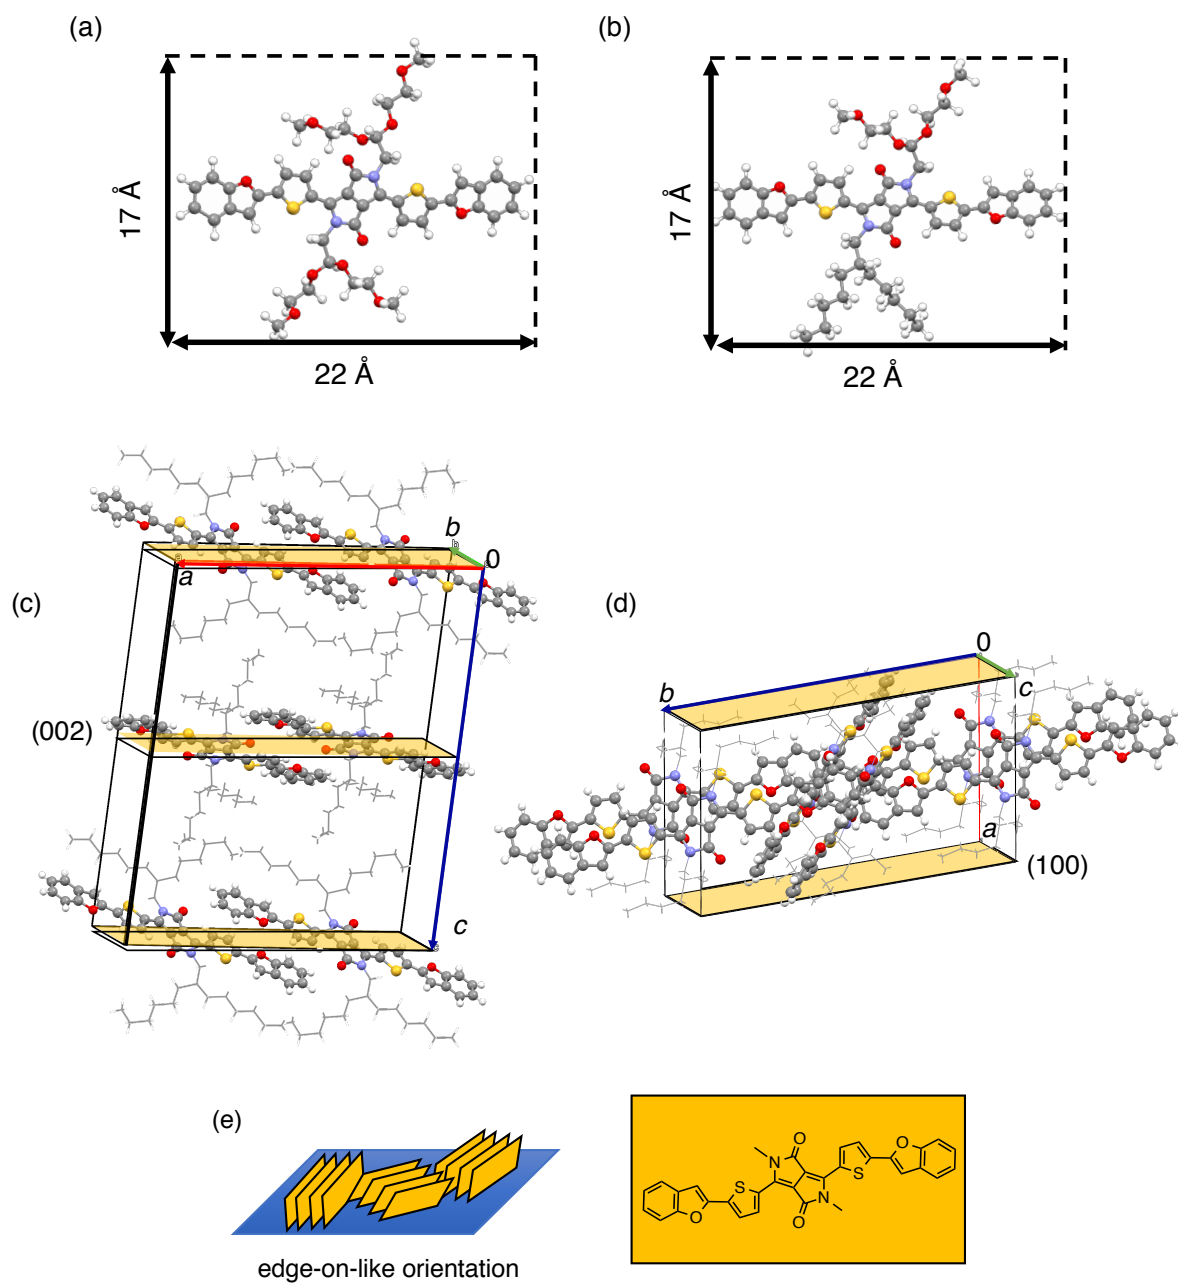 (a)
(b)
17 Å
22 Å
17 Å
22 Å
(c)
b
0
a
(002)
c
(d)
0
b
c
a
(100)
(e)
edge-on-like orientation
O
N
S
O
S
N
O
O